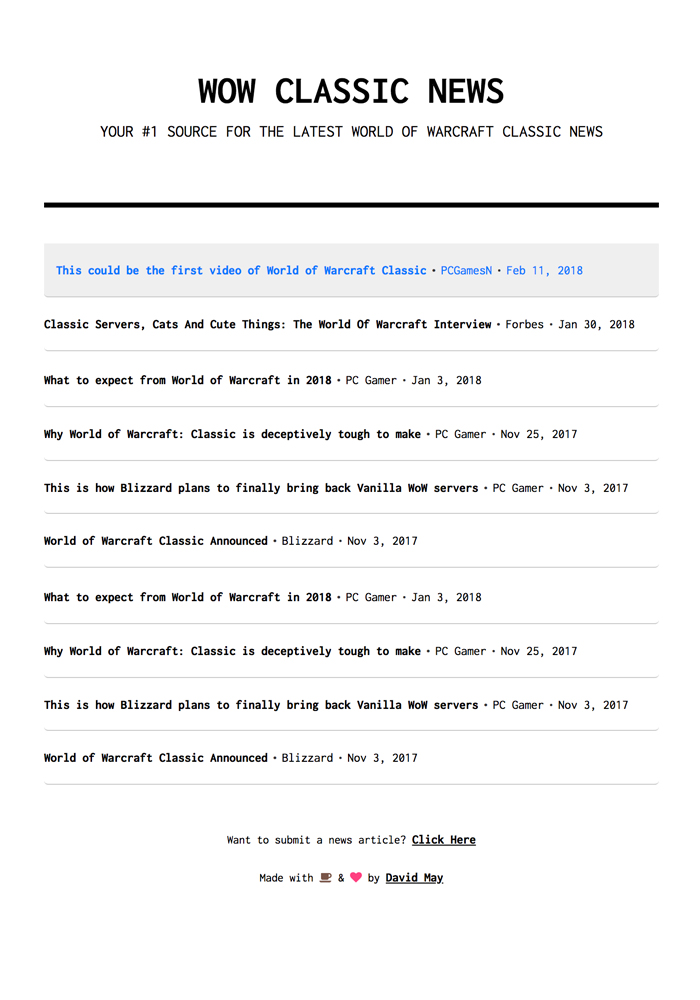 WOW CLASSIC NEWS
YOUR #1 SOURCE FOR THE LATEST WORLD OF WARCRAFT CLASSIC NEWS
This could be the first video of World of Warcraft Classic • PCGamesN • Feb 11, 2018
Classic Servers, Cats And Cute Things: The World Of Warcraft Interview • Forbes • Jan 30, 2018
What to expect from World of Warcraft in 2018 • PC Gamer • Jan 3, 2018
Why World of Warcraft: Classic is deceptively tough to make • PC Gamer • Nov 25, 2017
This is how Blizzard plans to finally bring back Vanilla WoW servers • PC Gamer • Nov 3, 2017
World of Warcraft Classic Announced • Blizzard • Nov 3, 2017
What to expect from World of Warcraft in 2018 • PC Gamer • Jan 3, 2018
Why World of Warcraft: Classic is deceptively tough to make • PC Gamer • Nov 25, 2017
This is how Blizzard plans to finally bring back Vanilla WoW servers • PC Gamer • Nov 3, 2017
World of Warcraft Classic Announced • Blizzard • Nov 3, 2017
Want to submit a news article? Click Here
Made with ☕ & ❤ by David May